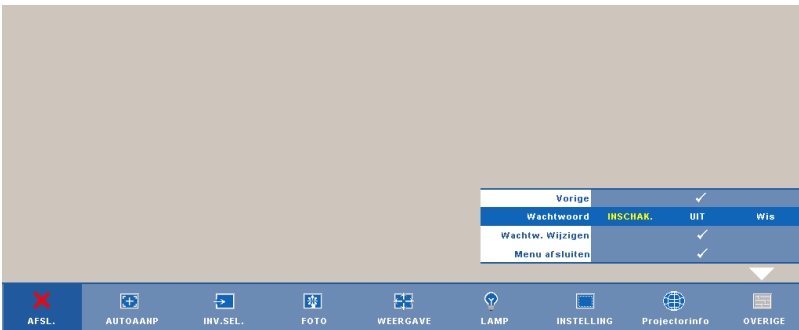 Vorige
Wachtwoord INSCHAK. UIT Wis
Wachtw. Wijzigen
Menu afsluiten
AFSL. AUTOAANP INV.SEL. FOTO WEERGAVE LAMP INSTELLING Projectorinfo OVERIGE